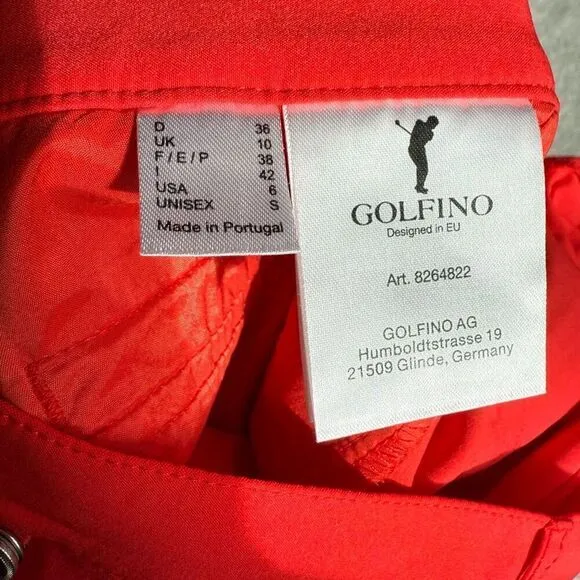 D 36
UK 10
F / E / P 38
I 42
USA 6
UNISEX S
Made in Portugal
GOLFINO
Designed in EU
Art. 8264822
GOLFINO AG
Humboldtstrasse 19
21509 Glinde, Germany